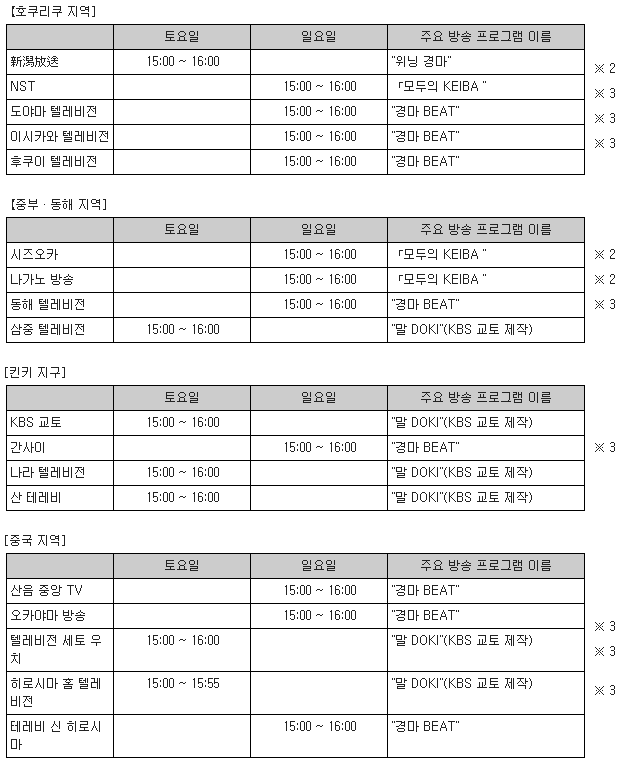 【호쿠리쿠 지역]
토요일 일요일 주요 방송 프로그램 이름
新潟放送 15:00 ~ 16:00 "위닝 경마"
※ 2
NST 15:00 ~ 16:00 「모두의 KEIBA "
※ 3
도야마 텔레비전 15:00 ~ 16:00 "경마 BEAT"
※ 3
이시카와 텔레비전 15:00 ~ 16:00 "경마 BEAT"
※ 3
후쿠이 텔레비전 15:00 ~ 16:00 "경마 BEAT"
【중부 · 동해 지역]
토요일 일요일 주요 방송 프로그램 이름
시즈오카 15:00 ~ 16:00 「모두의 KEIBA " ※ 2
나가노 방송 15:00 ~ 16:00 「모두의 KEIBA " ※ 2
동해 텔레비전 15:00 ~ 16:00 "경마 BEAT" ※ 3
삼중 텔레비전 15:00 ~ 16:00 "말 DOKI"(KBS 교토 제작)
[킨키 지구]
토요일 일요일 주요 방송 프로그램 이름
KBS 교토 15:00 ~ 16:00 "말 DOKI"(KBS 교토 제작)
간사이 15:00 ~ 16:00 "경마 BEAT" ※ 3
나라 텔레비전 15:00 ~ 16:00 "말 DOKI"(KBS 교토 제작)
산 테레비 15:00 ~ 16:00 "말 DOKI"(KBS 교토 제작)
[중국 지역]
토요일 일요일 주요 방송 프로그램 이름
산음 중앙 TV 15:00 ~ 16:00 "경마 BEAT"
오카야마 방송 15:00 ~ 16:00 "경마 BEAT"
※ 3
텔레비전 세토 우 15:00 ~ 16:00 "말 DOKI"(KBS 교토 제작)
치
※ 3
히로시마 홈 텔레 15:00 ~ 15:55 "말 DOKI"(KBS 교토 제작)
※ 3
비전
테레비 신 히로시 15:00 ~ 16:00 "경마 BEAT"
마